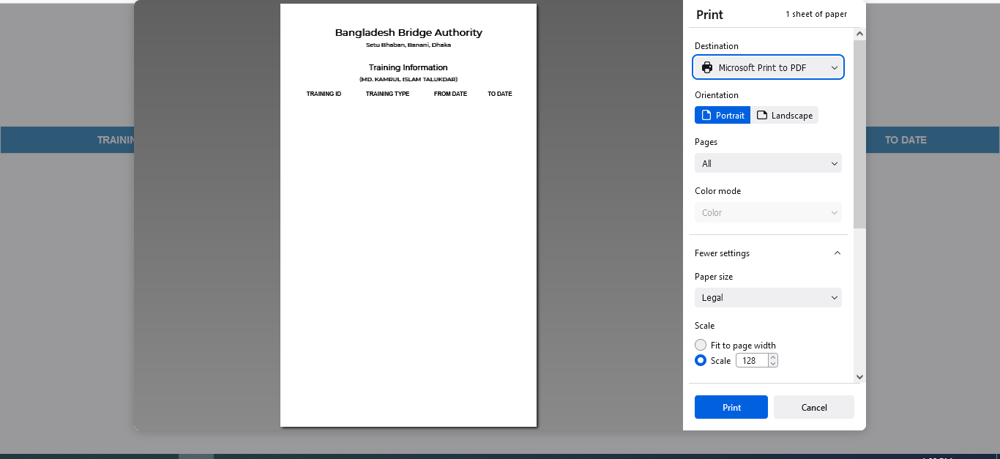 Bangladesh Bridge Authority
Setu Bhaban, Banani, Dhaka
Training Information
(MD. KAMRUL ISLAM TALUKDAR)
TRAINING ID TRAINING TYPE FROM DATE TO DATE
TRAININ
TO DATE
Print 1 sheet of paper
Destination
Microsoft Print to PDF
Orientation
Portrait Landscape
Pages
All
Color mode
Color
Fewer settings
Paper size
Legal
Scale
Fit to page width
Scale 128
Print Cancel